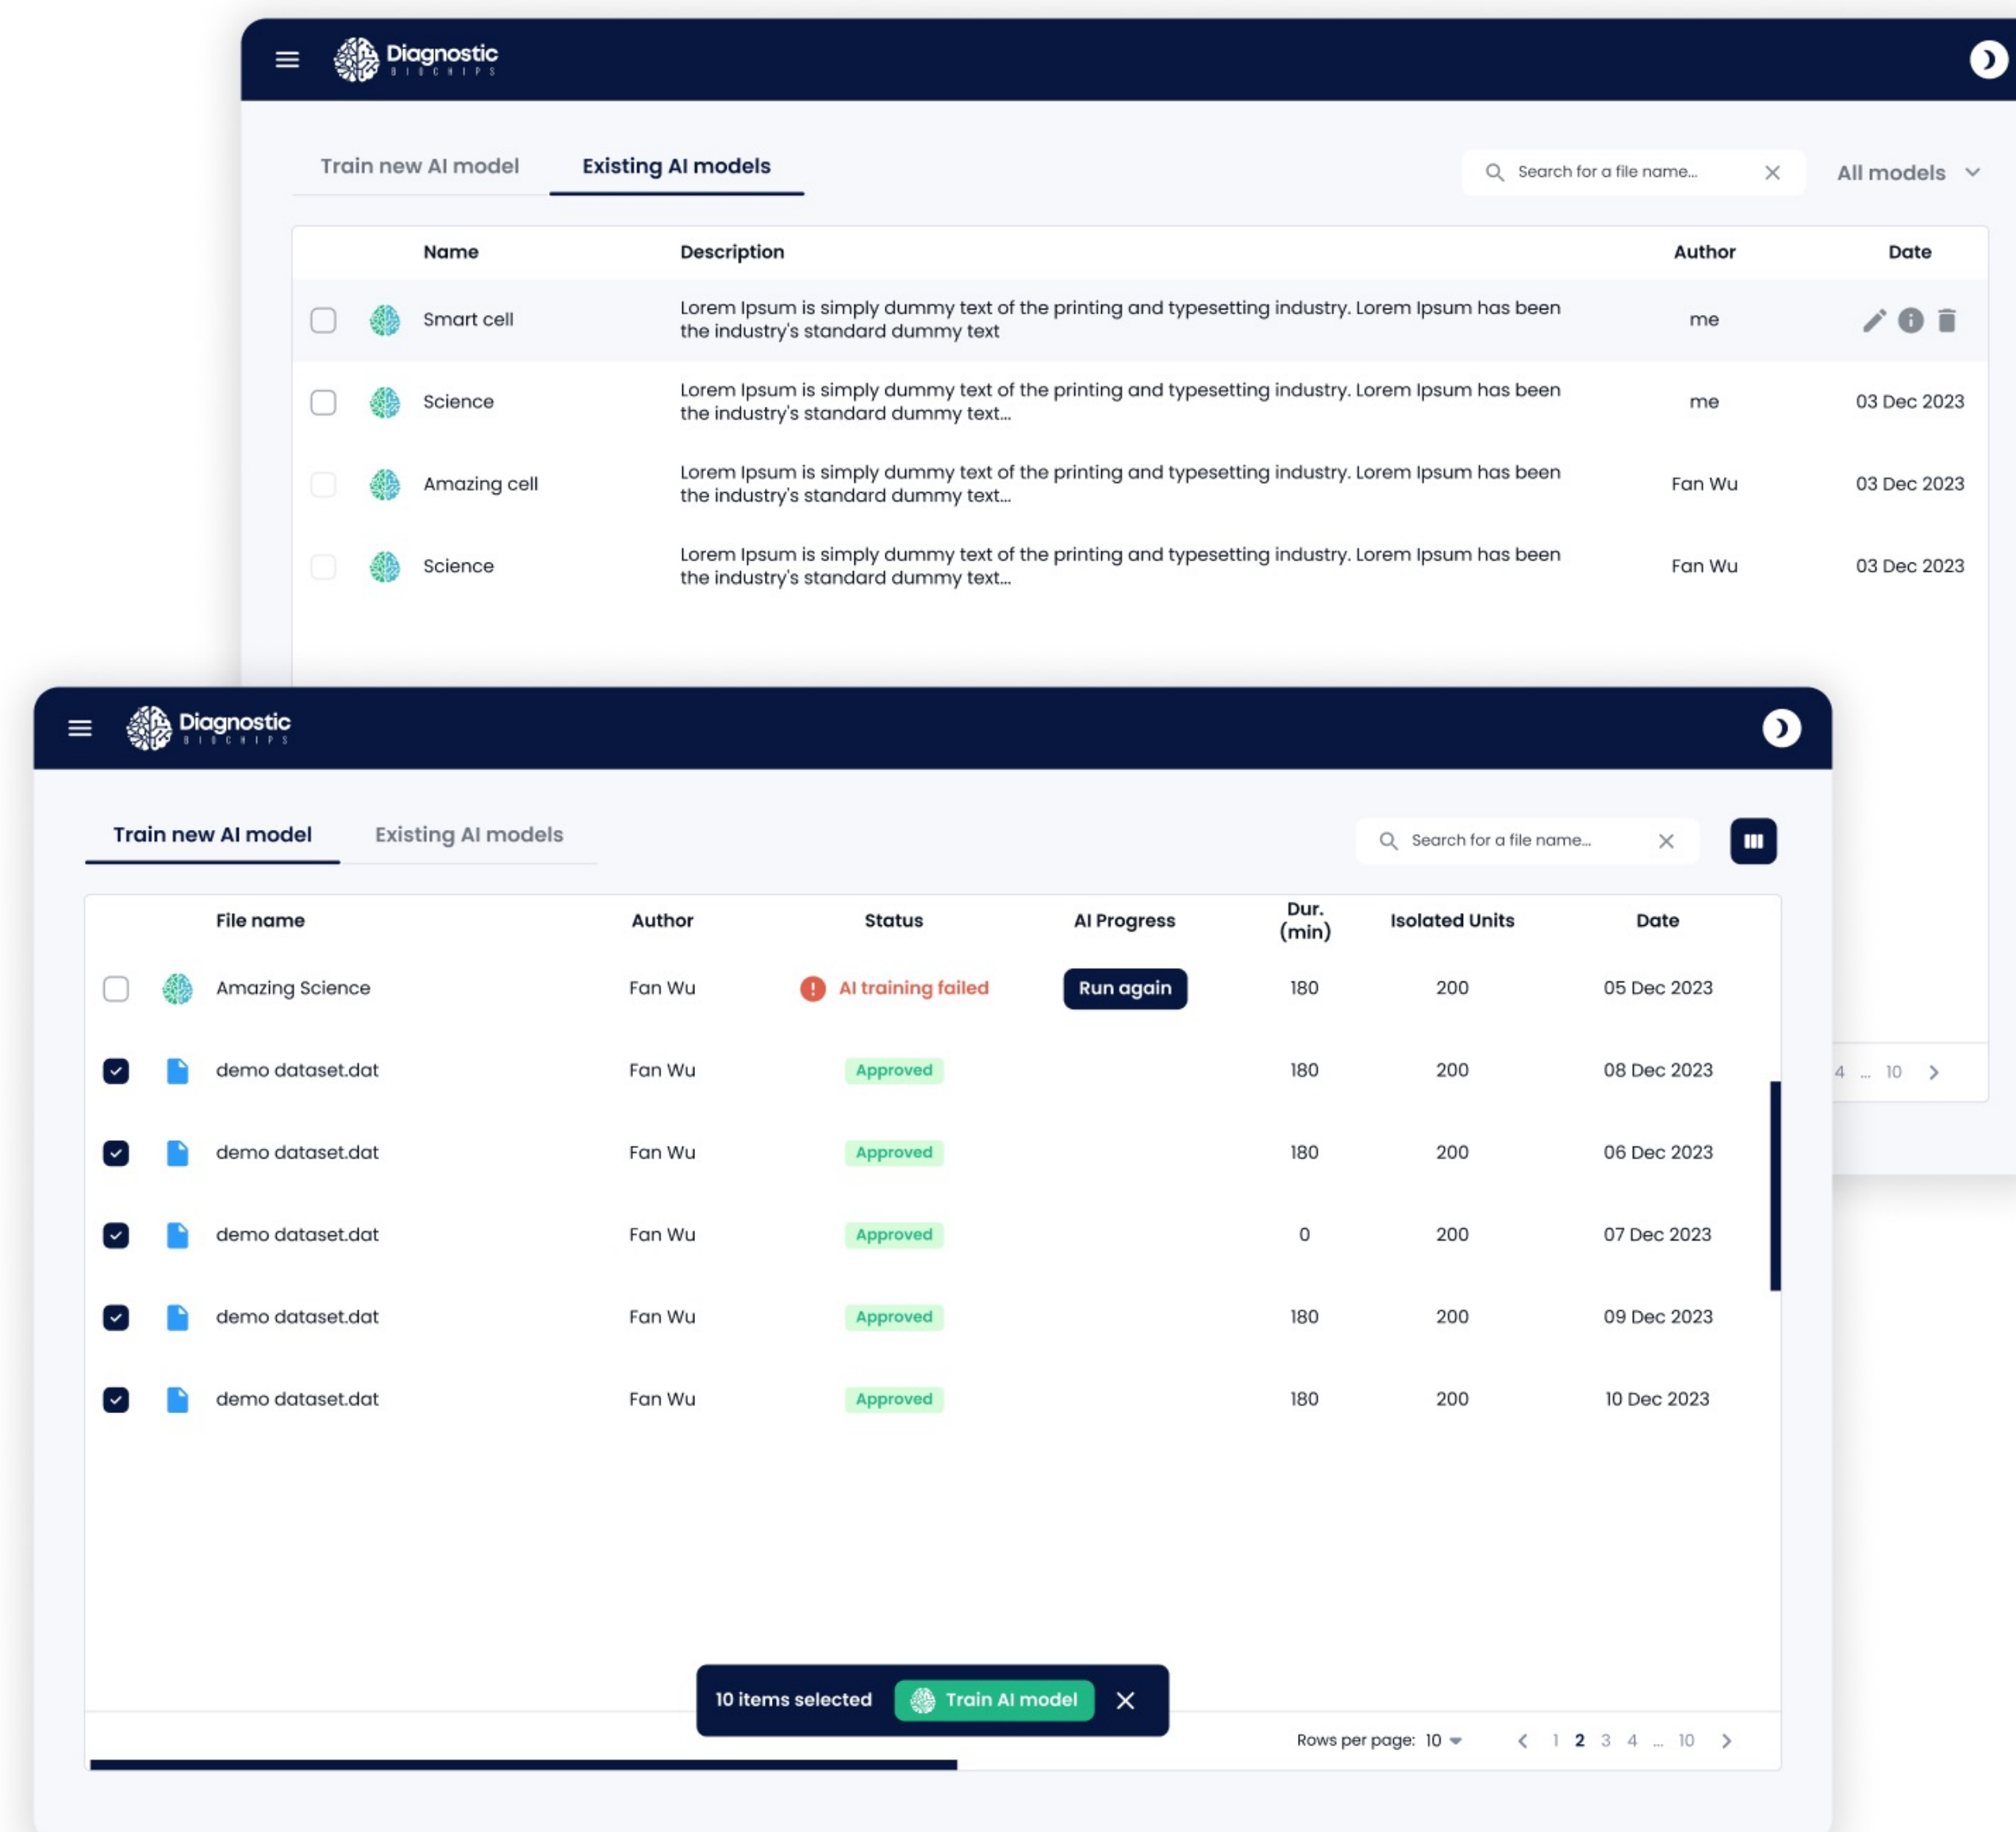 Diagnostic
BIOCHIPS
Train new AI model Existing AI models Search for a file name... All models
Name Description Author Date
Smart cell Lorem Ipsum is simply dummy text of the printing and typesetting industry. Lorem Ipsum has been me
the industry's standard dummy text
Science Lorem Ipsum is simply dummy text of the printing and typesetting industry. Lorem Ipsum has been me 03 Dec 2023
the industry's standard dummy text...
Amazing cell Lorem Ipsum is simply dummy text of the printing and typesetting industry. Lorem Ipsum has been Fan Wu 03 Dec 2023
the industry's standard dummy text...
Science Lorem Ipsum is simply dummy text of the printing and typesetting industry. Lorem Ipsum has been Fan Wu 03 Dec 2023
the industry's standard dummy text...
4 ... 10
Diagnostic
BIOCHIPS
Train new AI model Existing AI models Search for a file name...
File name Author Status AI Progress Dur. (min) Isolated Units Date
Amazing Science Fan Wu AI training failed Run again 180 200 05 Dec 2023
demo dataset.dat Fan Wu Approved 180 200 08 Dec 2023
demo dataset.dat Fan Wu Approved 180 200 06 Dec 2023
demo dataset.dat Fan Wu Approved 0 200 07 Dec 2023
demo dataset.dat Fan Wu Approved 180 200 09 Dec 2023
demo dataset.dat Fan Wu Approved 180 200 10 Dec 2023
10 items selected Train AI model
Rows per page: 10 1 2 3 4 ... 10